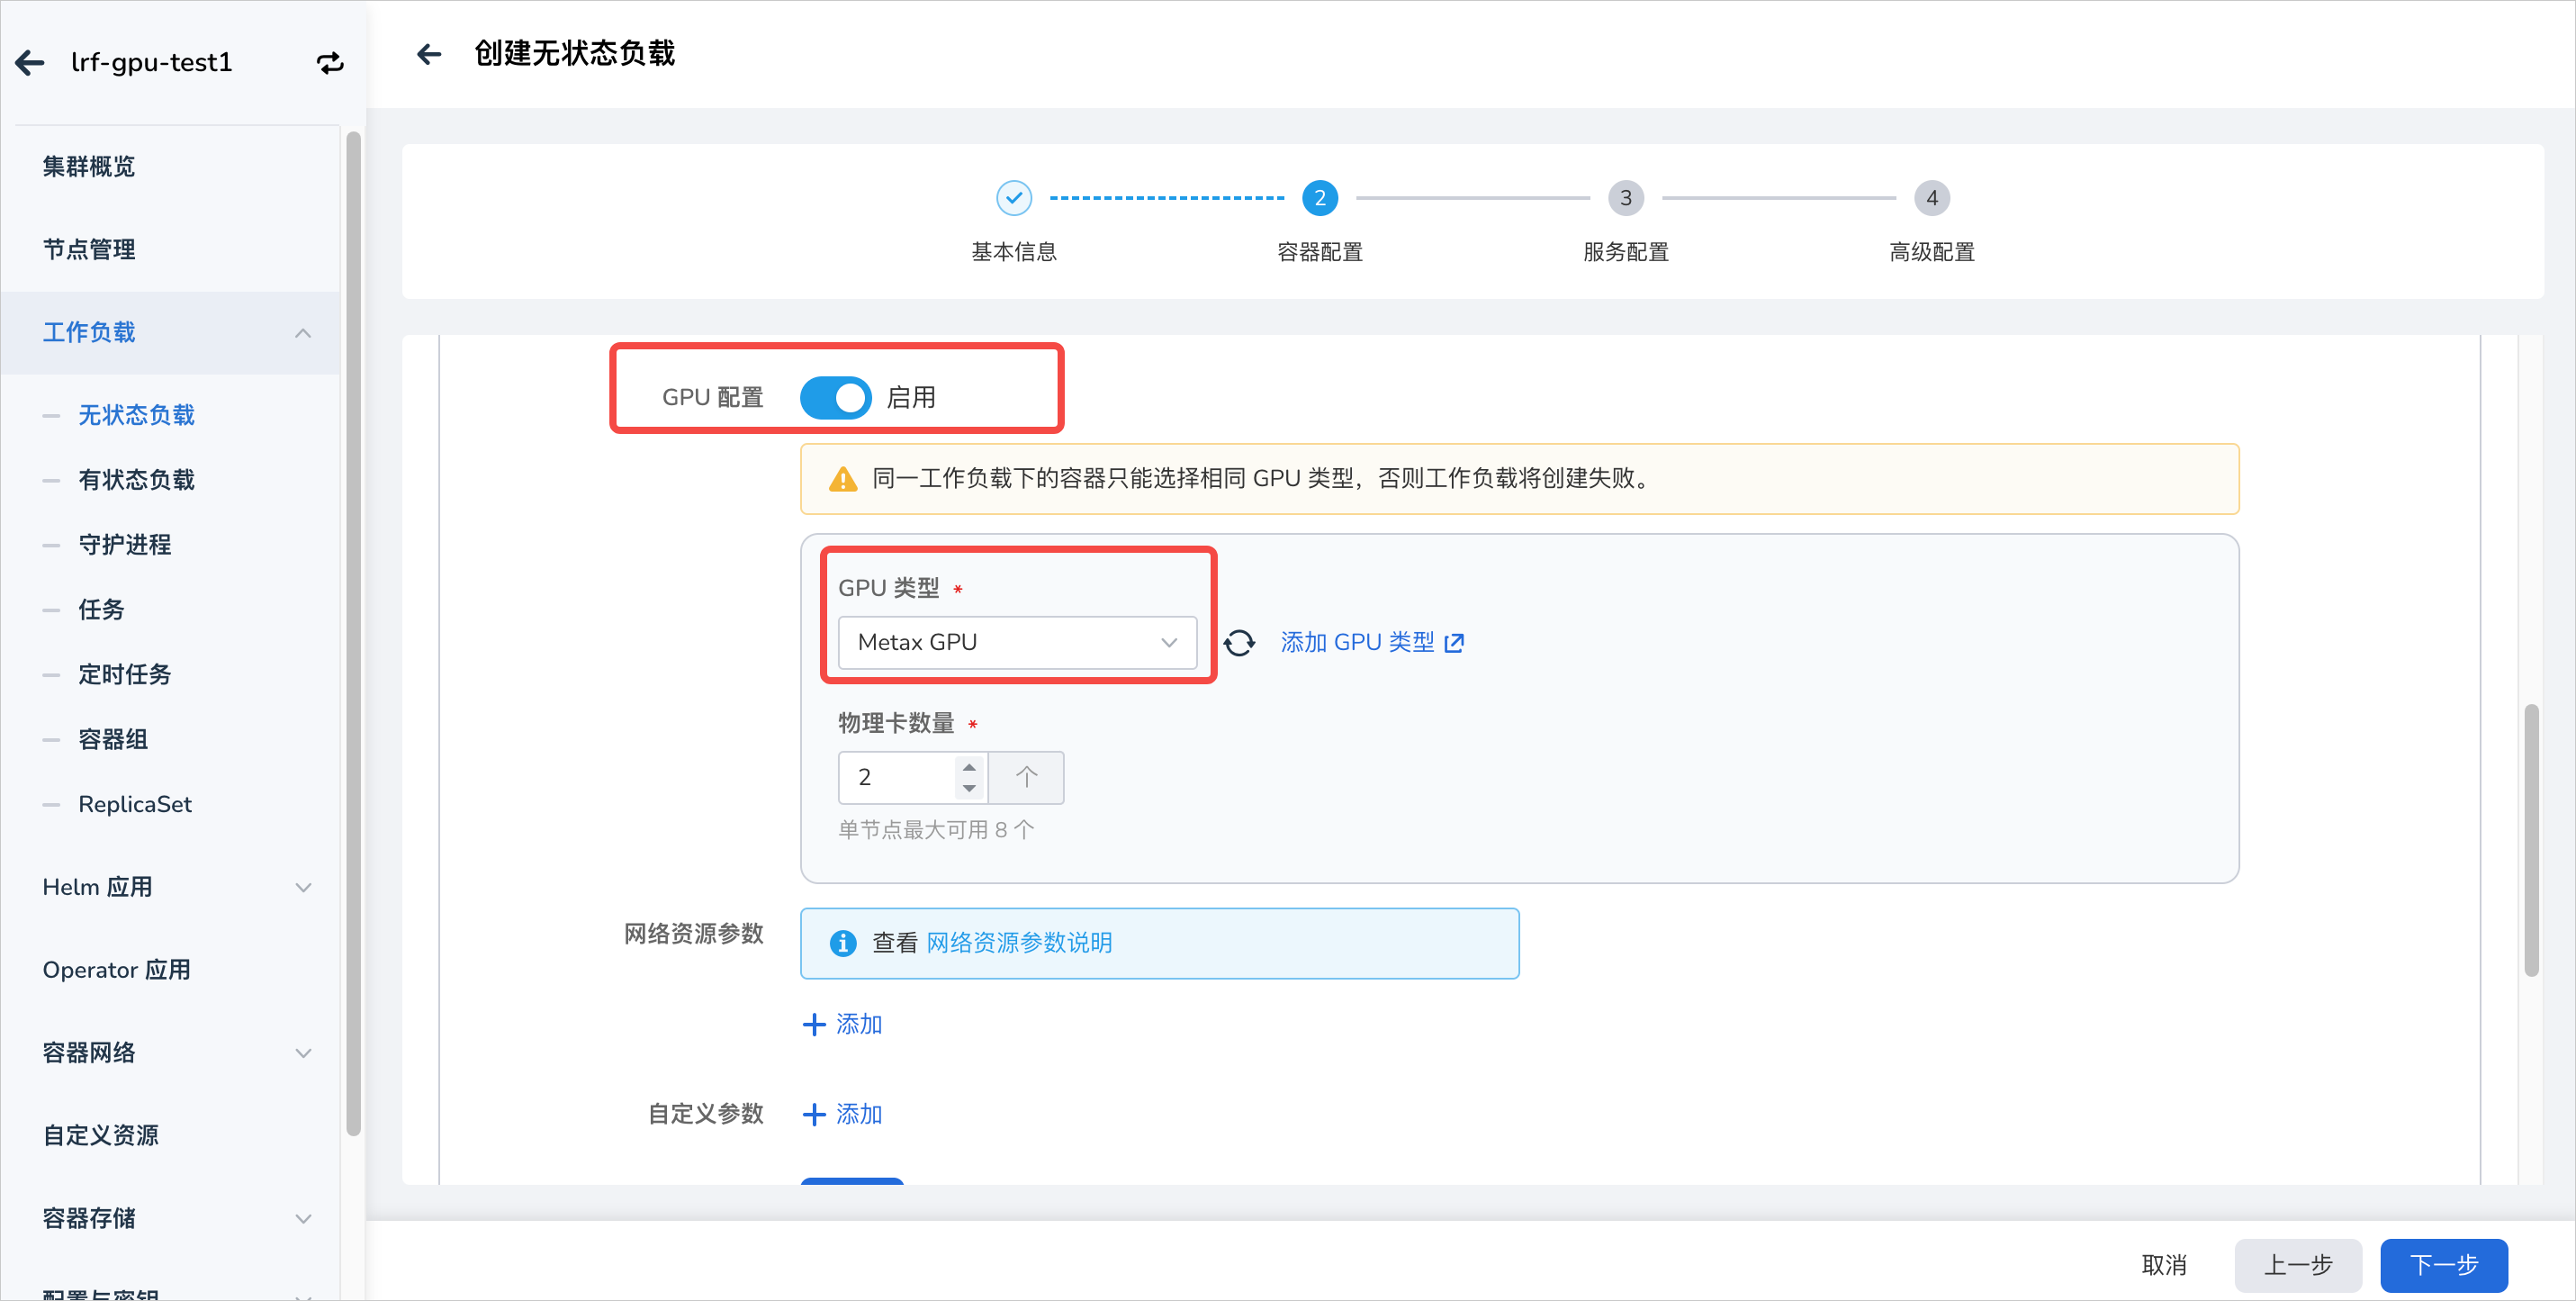 lrf-gpu-test1
集群概览
节点管理
工作负载
无状态负载
有状态负载
守护进程
任务
定时任务
容器组
ReplicaSet
Helm 应用
Operator 应用
容器网络
自定义资源
容器存储
配置与密钥
创建无状态负载
2
3
4
基本信息
容器配置
服务配置
高级配置
GPU 配置
启用
同一工作负载下的容器只能选择相同 GPU 类型，否则工作负载将创建失败。
GPU 类型 *
Metax GPU
添加 GPU 类型
物理卡数量 *
2
个
单节点最大可用 8 个
网络资源参数
查看 网络资源参数说明
添加
自定义参数
添加
取消
上一步
下一步